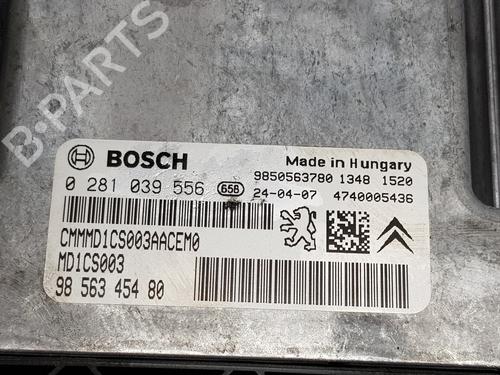 B-PARTS
BOSCH
Made in Hungary
0 281 039 556 658
9850563780 1348 1520
24-04-07 4740005436
CMMMD1CS003AACEM0
MD1CS003
98 563 454 80